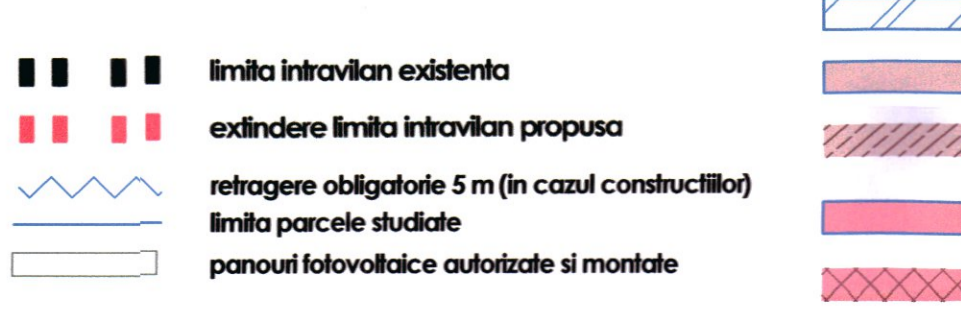 limita intravilan existenta
extindere limita intravilan propusa
retragere obligatorie 5 m (in cazul constructiilor)
limita parcele studiate
panouri fotovoltaice autorizate si montate